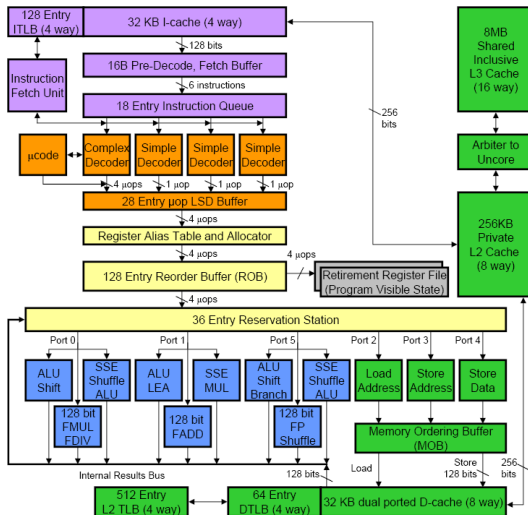 128 Entry
ITLB (4 way)
32 KB I-cache (4 way)
8MB
Shared
Inclusive
L3 Cache
(16 way)
128 bits
16B Pre-Decode, Fetch Buffer
Instruction
Fetch Unit
6 instructions
18 Entry Instruction Queue
256
bits
µcode
Complex
Decoder
Simple
Decoder
Simple
Decoder
Simple
Decoder
Arbiter to
Uncore
4 µops
1 µop
1 µop
1 µop
28 Entry µop LSD Buffer
4 µops
Register Alias Table and Allocator
256KB
Private
L2 Cache
(8 way)
4 µops
4 µops
128 Entry Reorder Buffer (ROB)
Retirement Register File
(Program Visible State)
4 µops
36 Entry Reservation Station
Port 0
Port 1
Port 5
Port 2
Port 3
Port 4
ALU
Shift
SSE
Shuffle
ALU
ALU
LEA
SSE
MUL
ALU
Shift
Branch
SSE
Shuffle
ALU
Load
Address
Store
Address
Store
Data
128 bit
FMUL
FDIV
128 bit
FADD
128 bit
FP
Shuffle
Memory Ordering Buffer
(MOB)
Internal Results Bus
128 bits
Load
Store
128 bits
256
bits
512 Entry
L2 TLB (4 way)
64 Entry
DTLB (4 way)
32 KB dual ported D-cache (8 way)